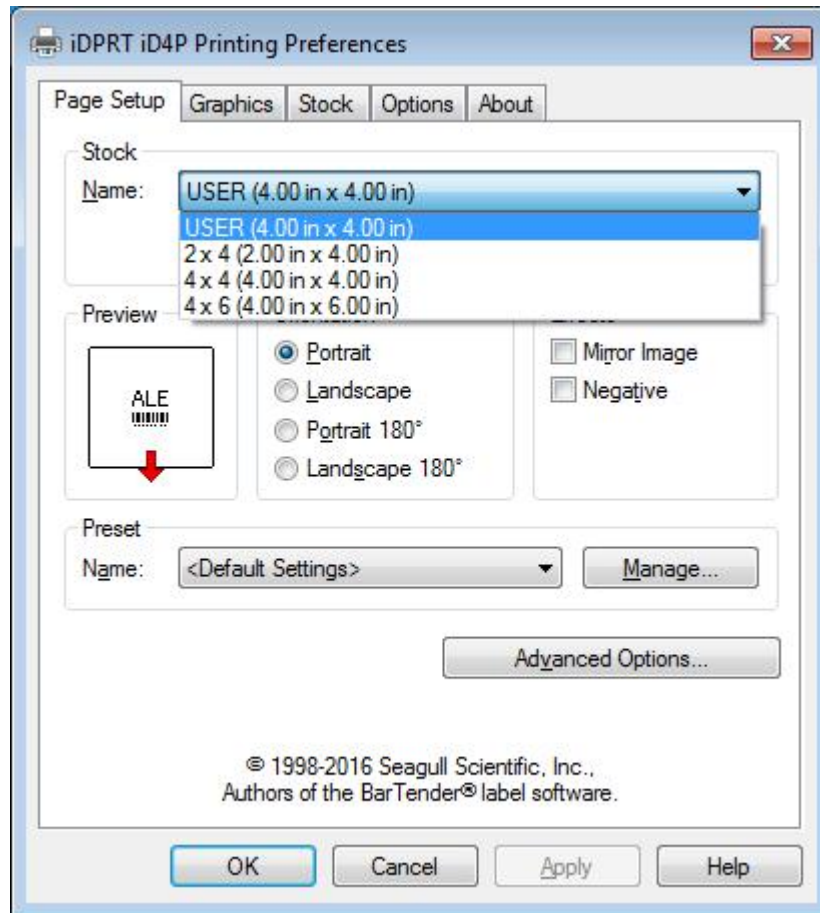 iDPRT iD4P Printing Preferences
Page Setup Graphics Stock Options About
Stock
Name: USER (4.00 in x 4.00 in)
USER (4.00 in x 4.00 in)
2 x 4 (2.00 in x 4.00 in)
4 x 4 (4.00 in x 4.00 in)
4 x 6 (4.00 in x 6.00 in)
Preview
ALE
Portrait
Landscape
Portrait 180°
Landscape 180°
Mirror Image
Negative
Preset
Name: <Default Settings> Manage...
Advanced Options...
© 1998-2016 Seagull Scientific, Inc.,
Authors of the BarTender® label software.
OK Cancel Apply Help